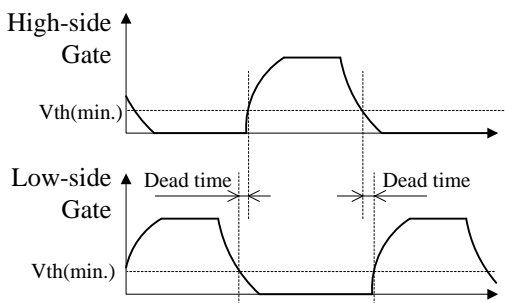 High-side
Gate
Vth(min.)
Low-side
Gate
Dead time
Dead time
Vth(min.)